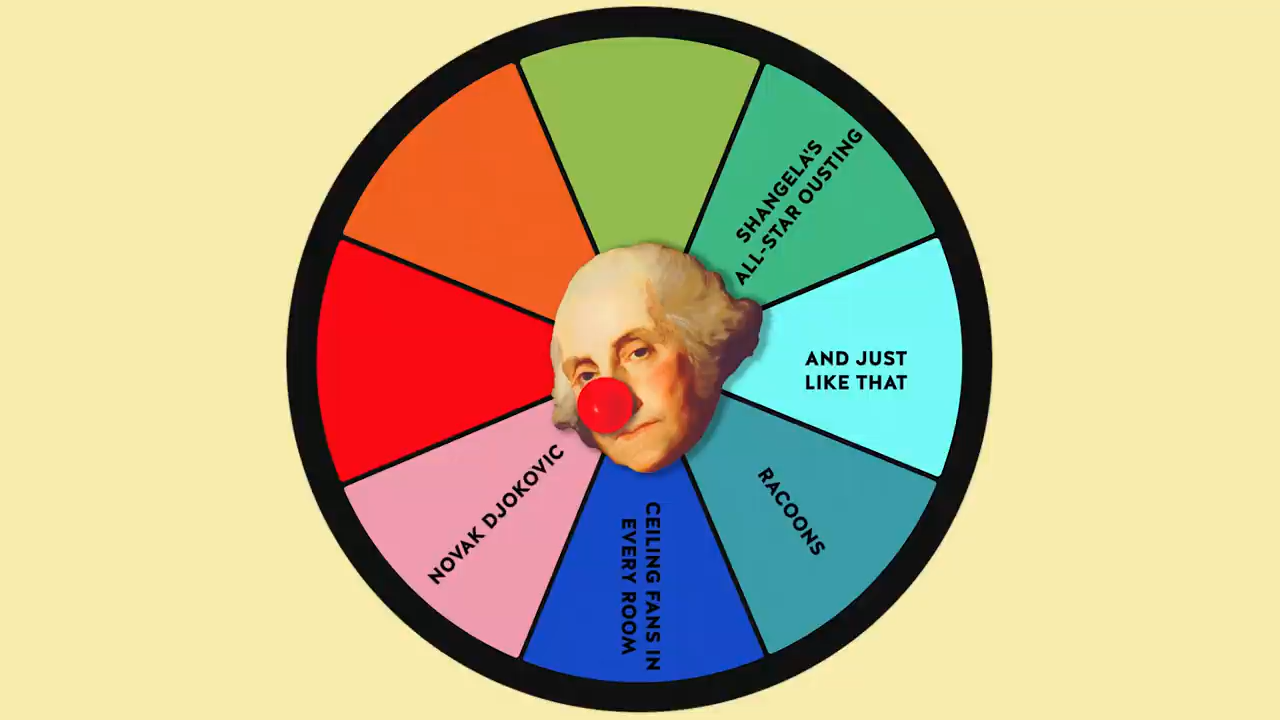 SHANGELA'S
ALL-STAR OUSTING
AND JUST
LIKE THAT
RACOONS
CEILING FANS IN
EVERY ROOM
NOVAK DJOKOVIC